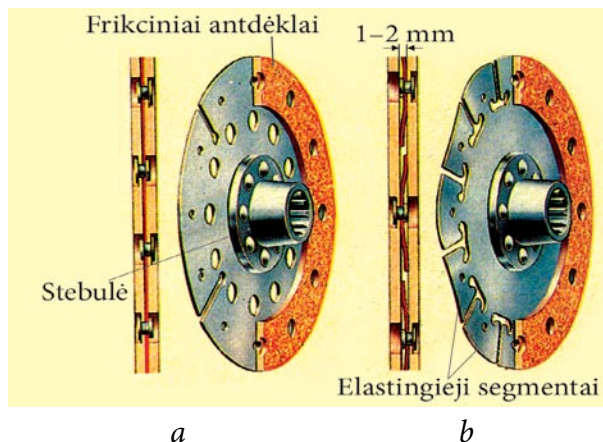 Frikciniai antdėklai
1–2 mm
Stebulė
Elastingieji segmentai
a
b